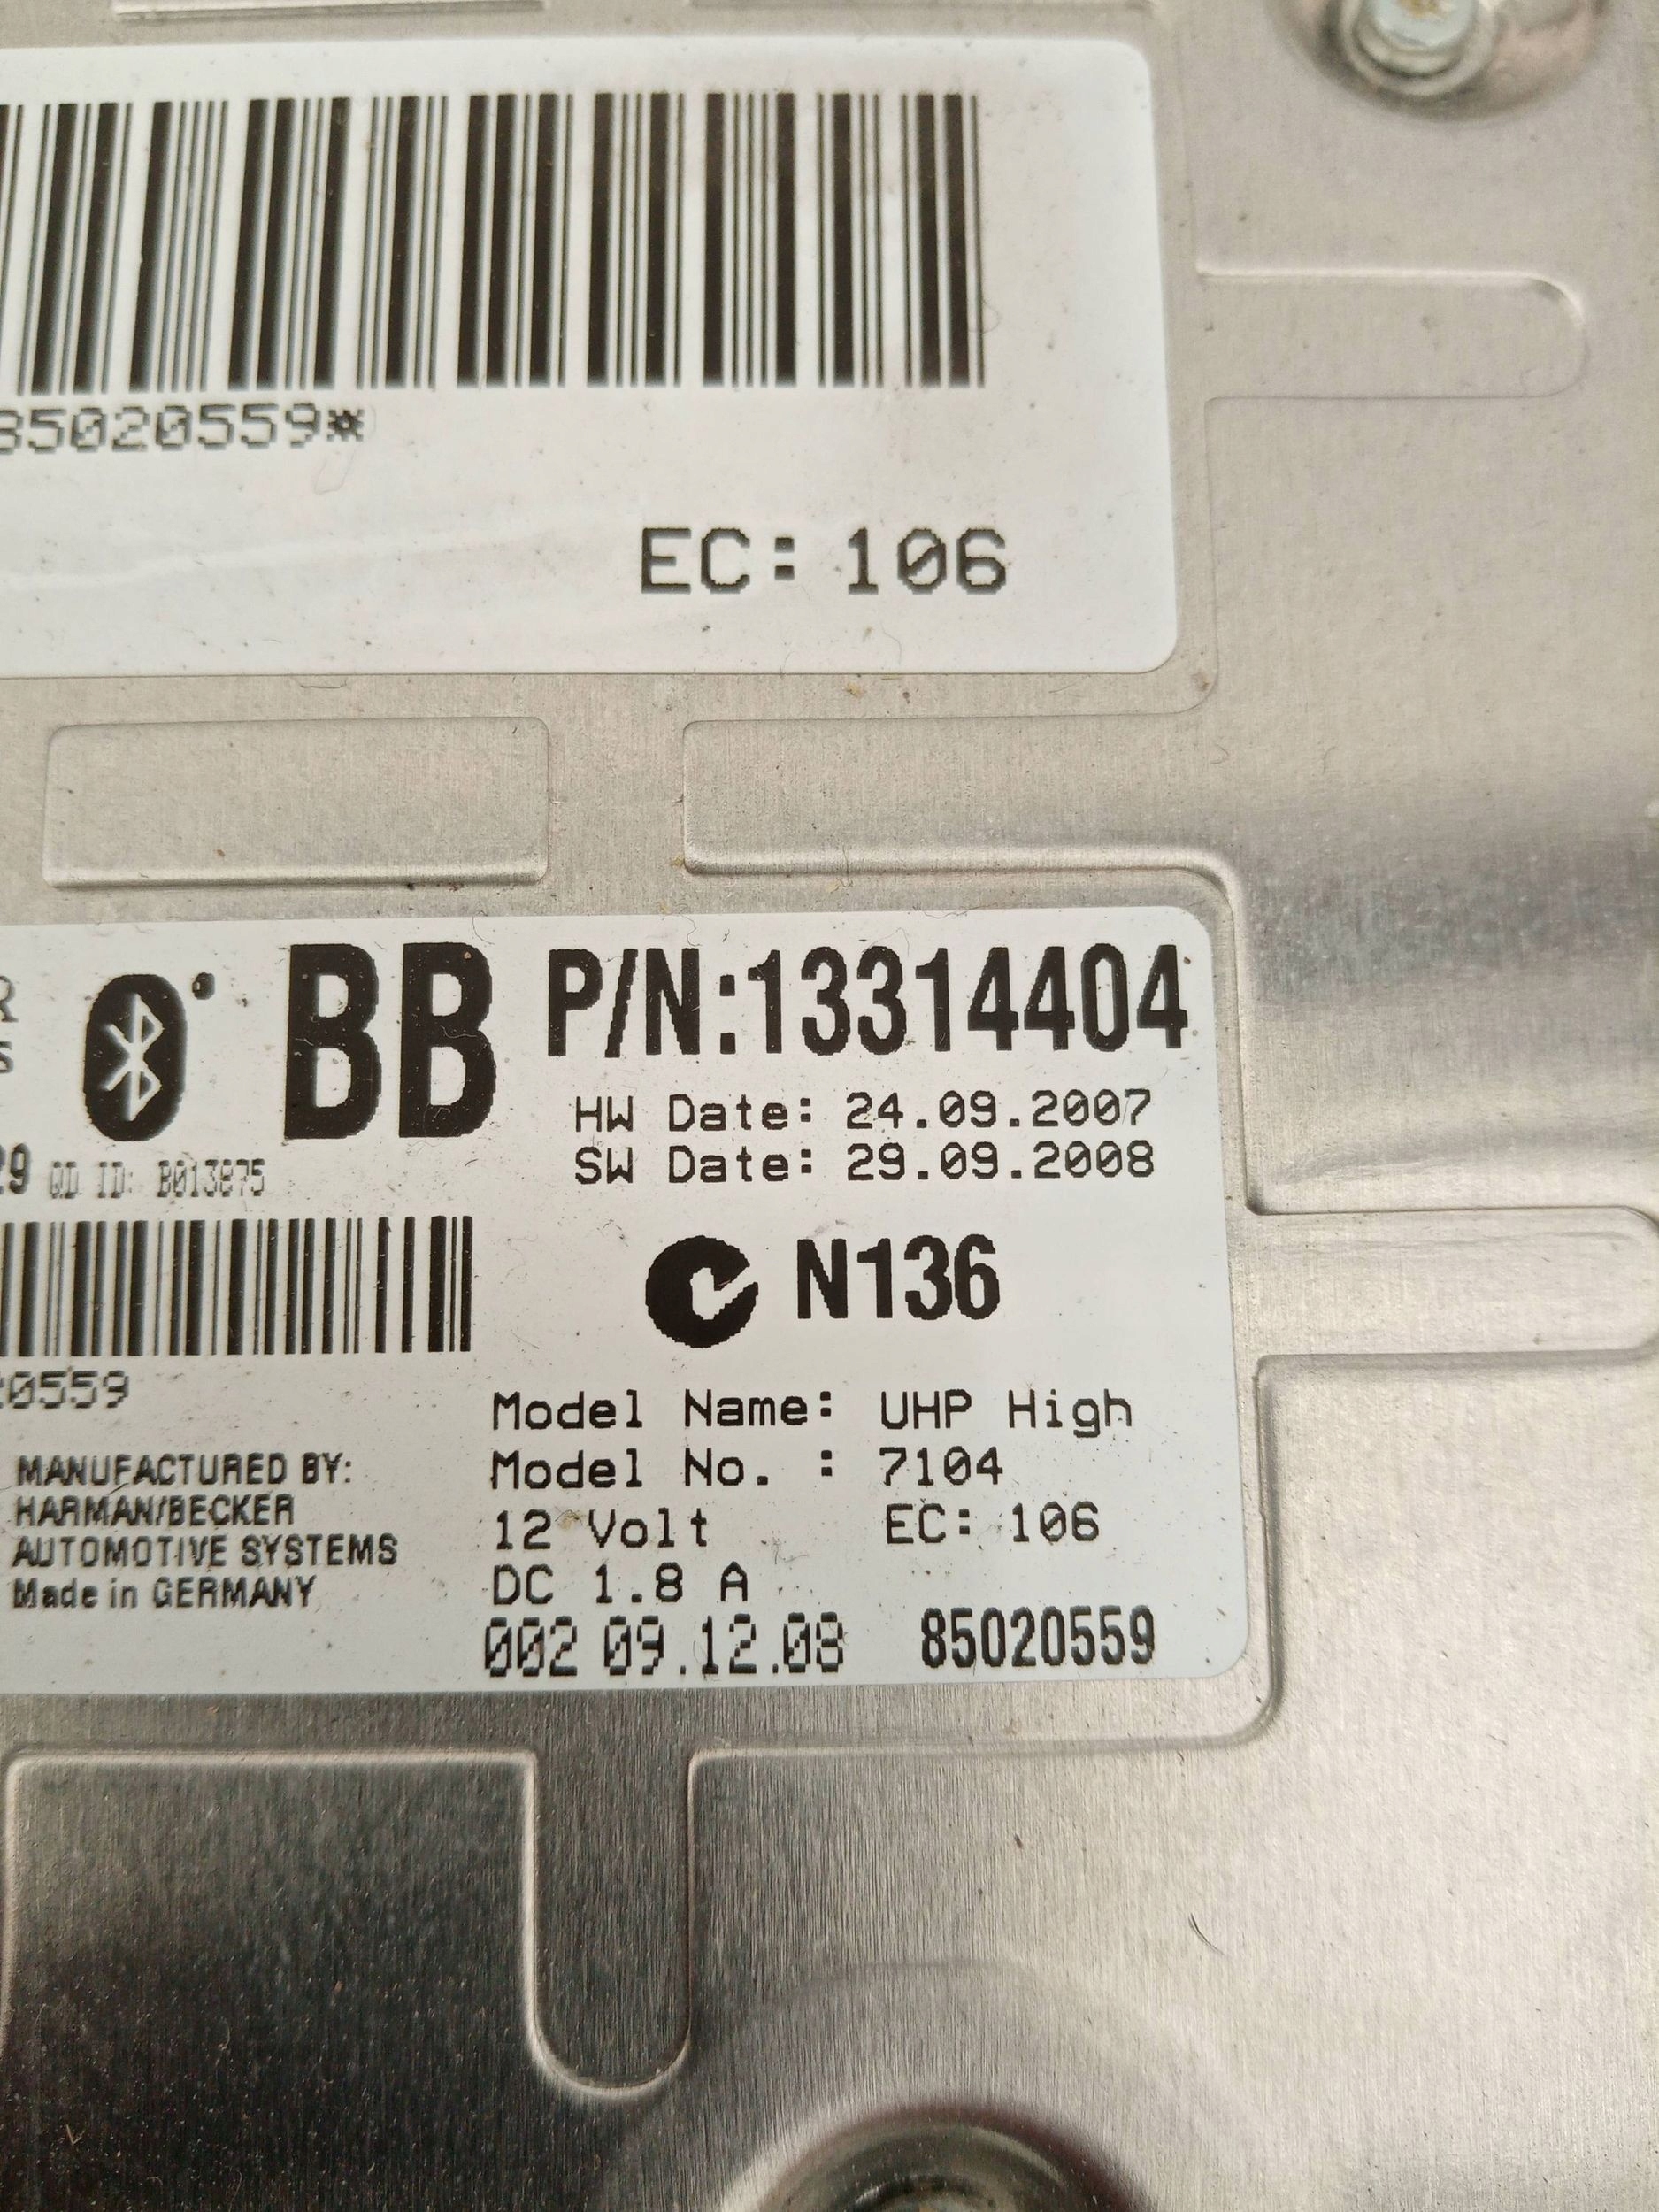 85020559*
EC: 106
BB P/N:13314404
HW Date: 24.09.2007
SW Date: 29.09.2008
29 QD ID: B013875
N136
20559
Model Name: UHP High
Model No. : 7104
12 Volt EC: 106
DC 1.8 A
MANUFACTURED BY:
HARMAN/BECKER
AUTOMOTIVE SYSTEMS
Made in GERMANY
002 09.12.08 85020559